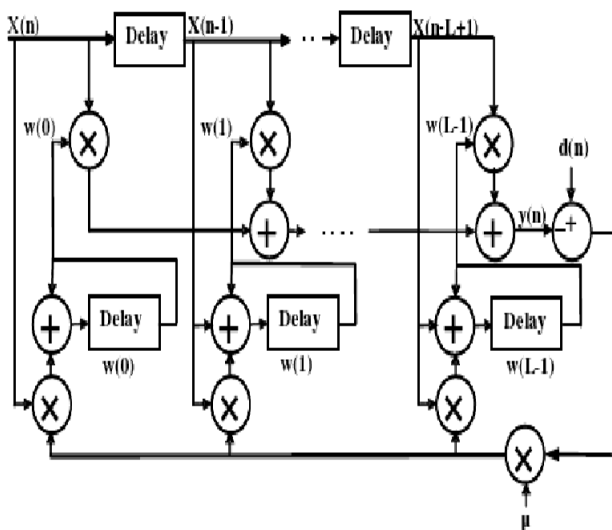 X(n) Delay X(n-1) Delay X(n-L+1)
w(0) w(1) w(L-1) d(n)
× × ×
+ + y(n) - +
....
+ Delay + Delay + Delay
w(0) w(1) w(L-1)
× × × ×
μ